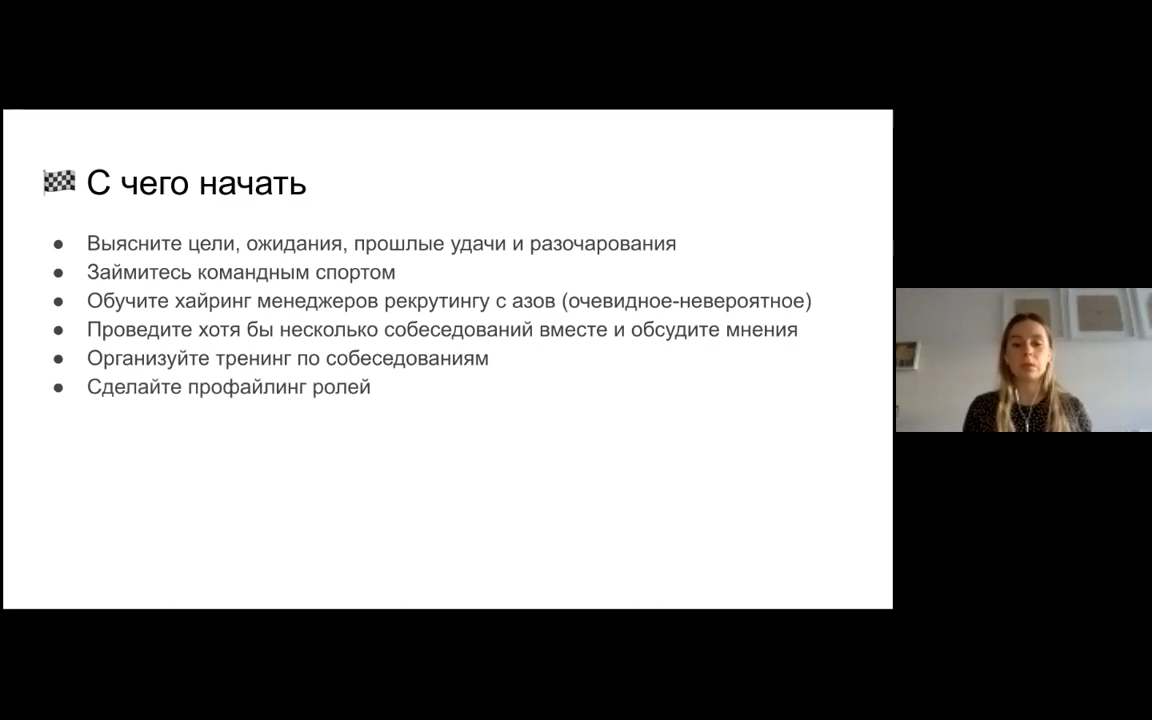 🏁 С чего начать
● Выясните цели, ожидания, прошлые удачи и разочарования
● Займитесь командным спортом
● Обучите хайринг менеджеров рекрутингу с азов (очевидное-невероятное)
● Проведите хотя бы несколько собеседований вместе и обсудите мнения
● Организуйте тренинг по собеседованиям
● Сделайте профайлинг ролей